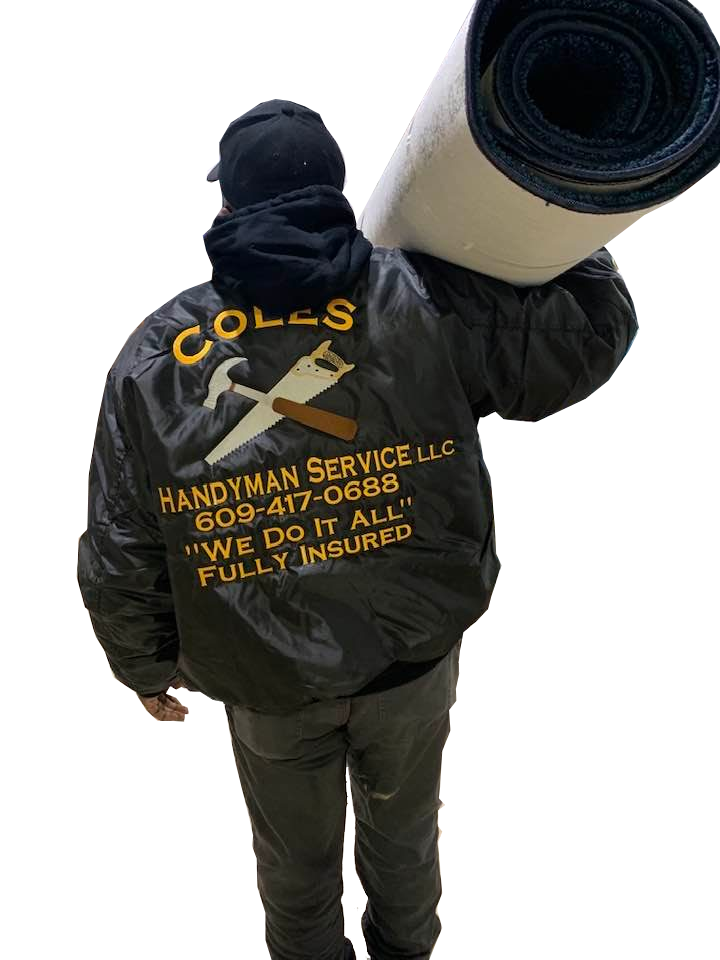 COLES
HANDYMAN SERVICE LLC
609-417-0688
"WE DO IT ALL"
FULLY INSURED